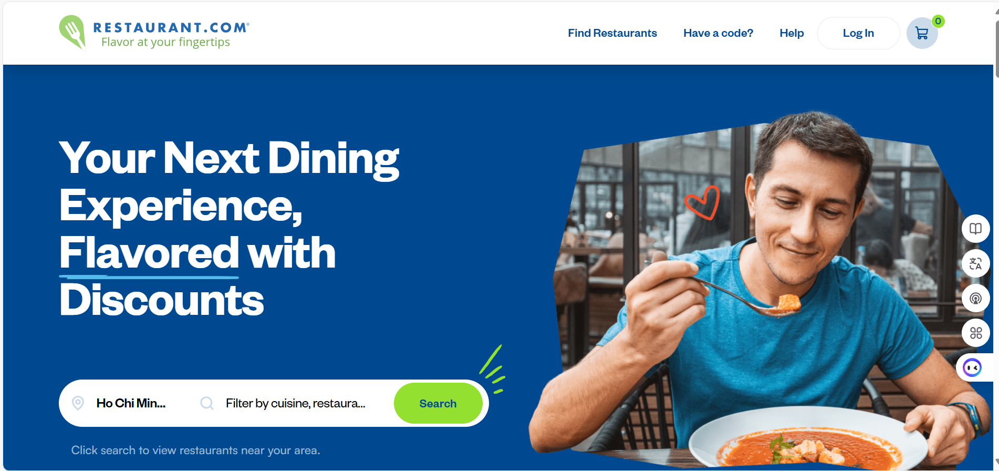 RESTAURANT.COM®
Flavor at your fingertips
Find Restaurants
Have a code?
Help
Log In
0
Your Next Dining
Experience,
Flavored with
Discounts
Ho Chi Min...
Filter by cuisine, restaura...
Search
Click search to view restaurants near your area.